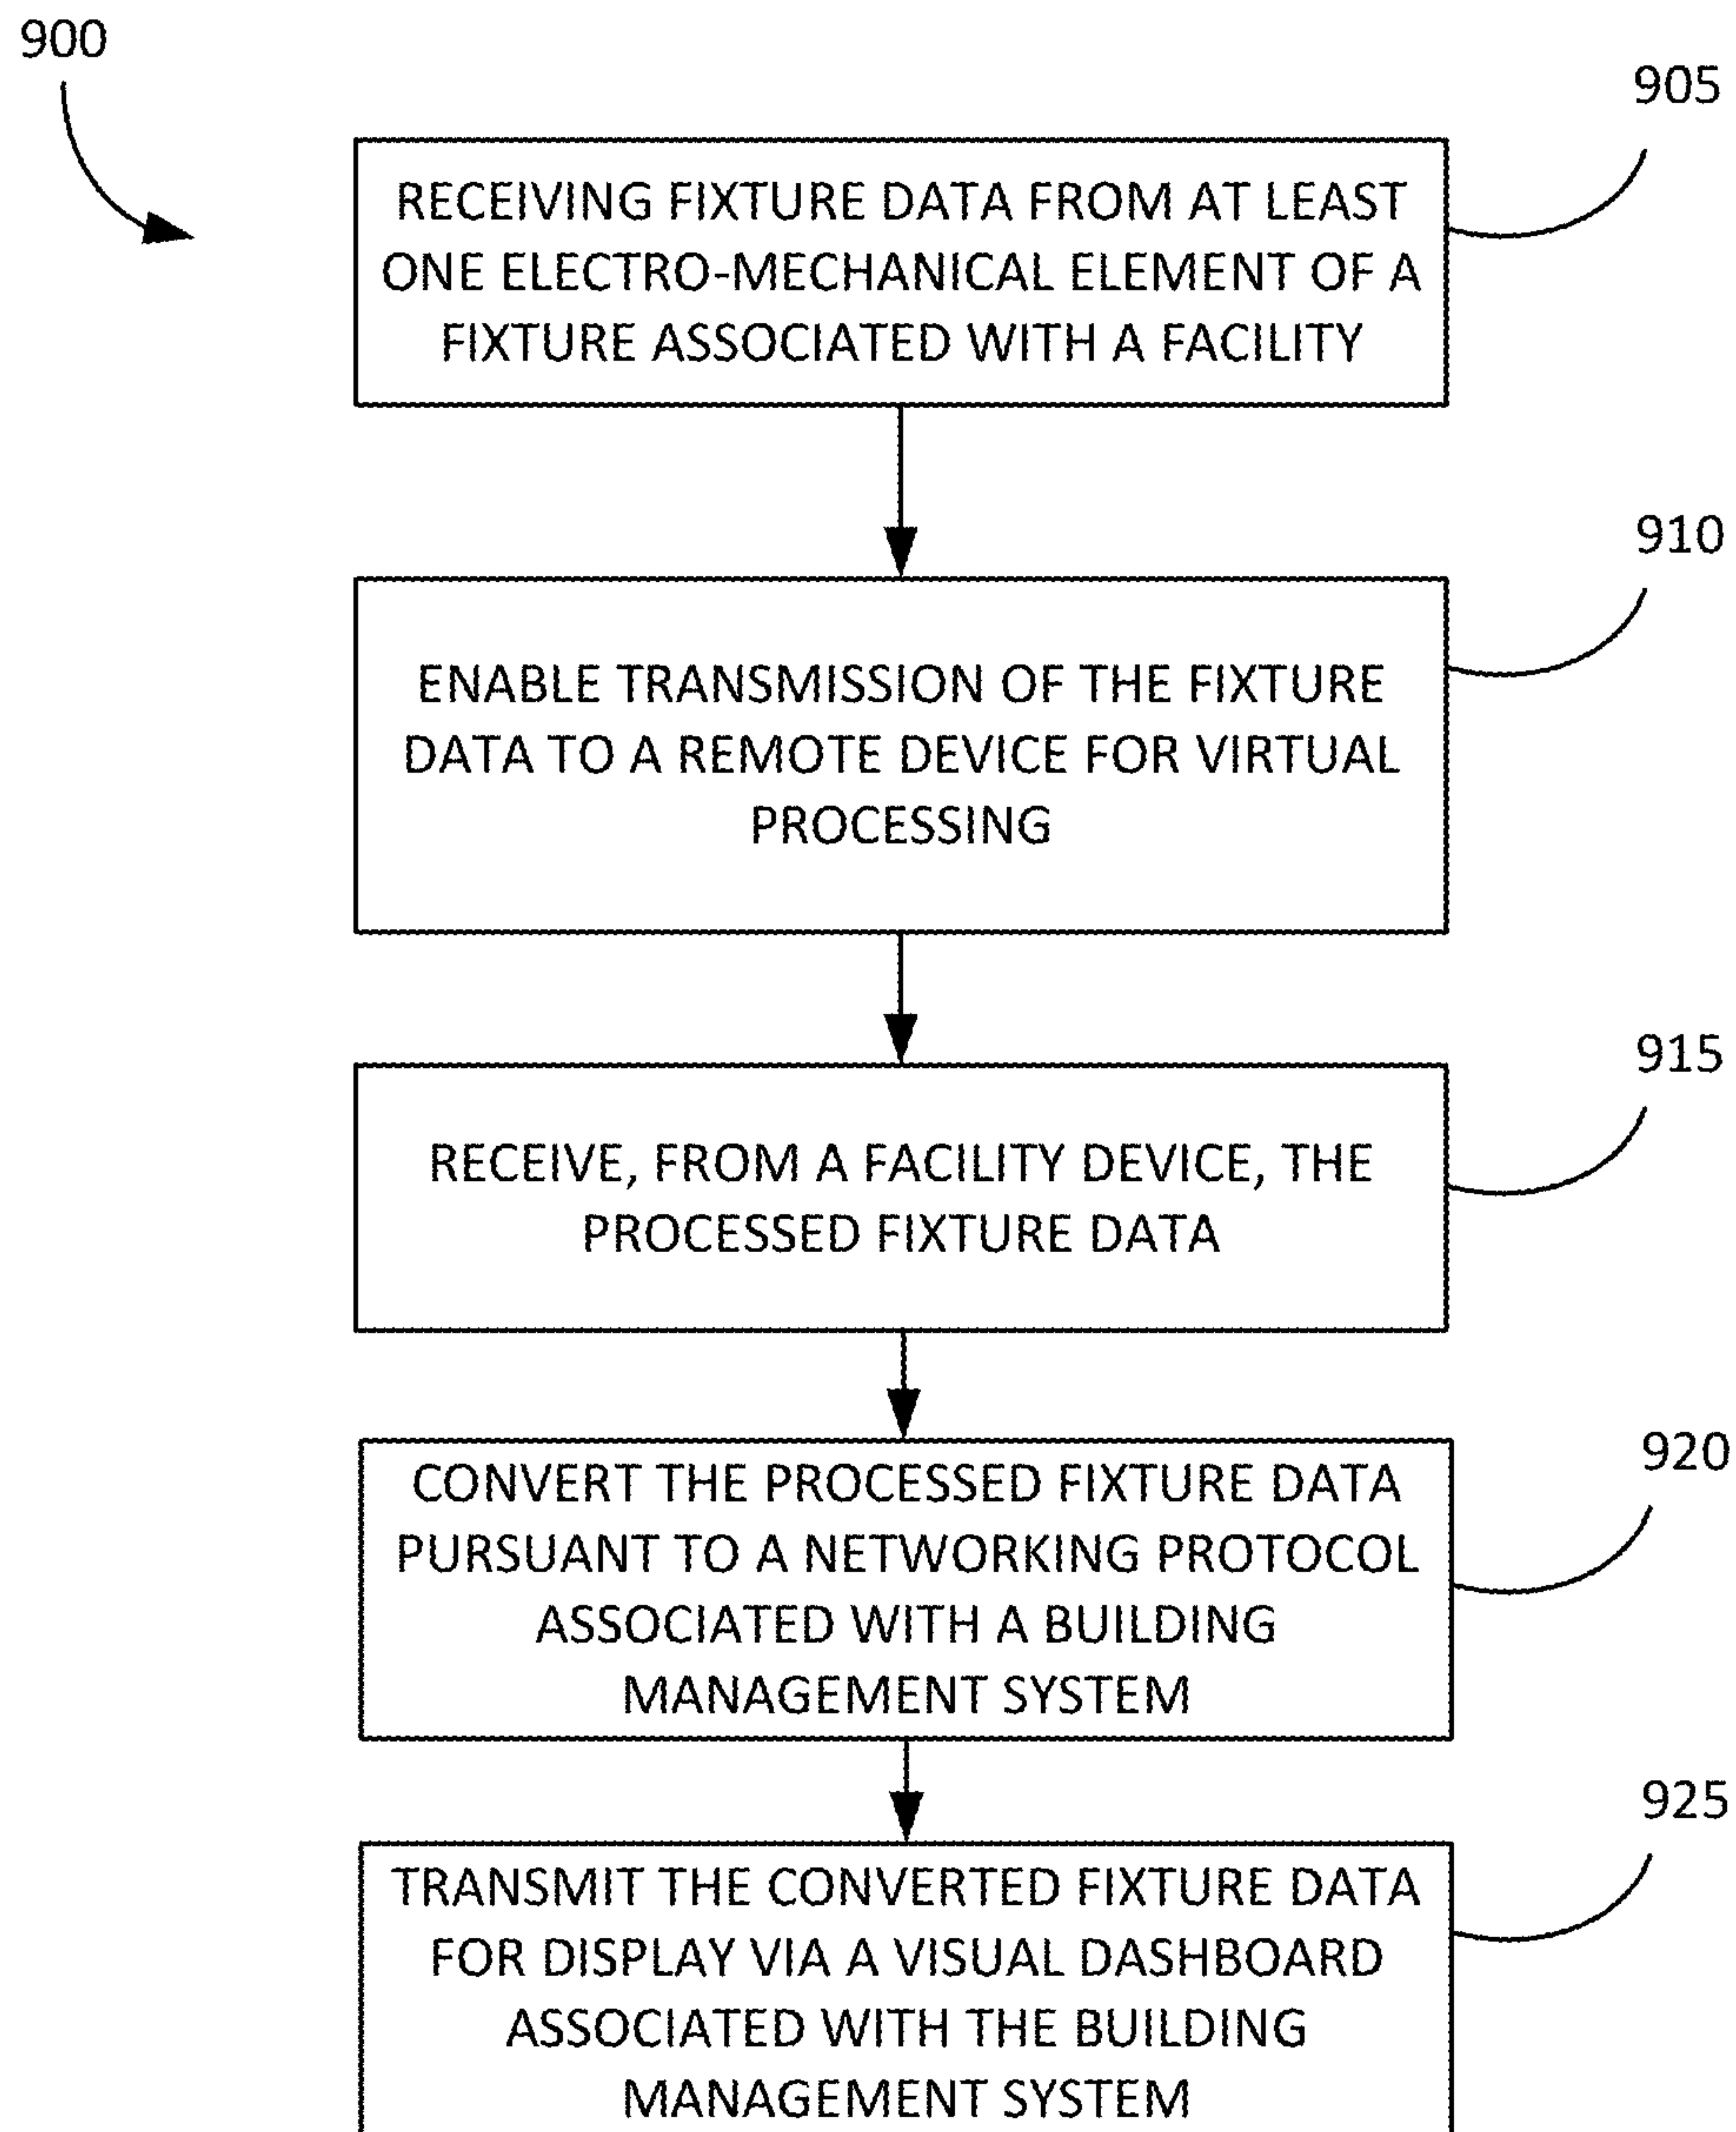 900
905
RECEIVING FIXTURE DATA FROM AT LEAST
ONE ELECTRO-MECHANICAL ELEMENT OF A
FIXTURE ASSOCIATED WITH A FACILITY
910
ENABLE TRANSMISSION OF THE FIXTURE
DATA TO A REMOTE DEVICE FOR VIRTUAL
PROCESSING
915
RECEIVE, FROM A FACILITY DEVICE, THE
PROCESSED FIXTURE DATA
920
CONVERT THE PROCESSED FIXTURE DATA
PURSUANT TO A NETWORKING PROTOCOL
ASSOCIATED WITH A BUILDING
MANAGEMENT SYSTEM
925
TRANSMIT THE CONVERTED FIXTURE DATA
FOR DISPLAY VIA A VISUAL DASHBOARD
ASSOCIATED WITH THE BUILDING
MANAGEMENT SYSTEM